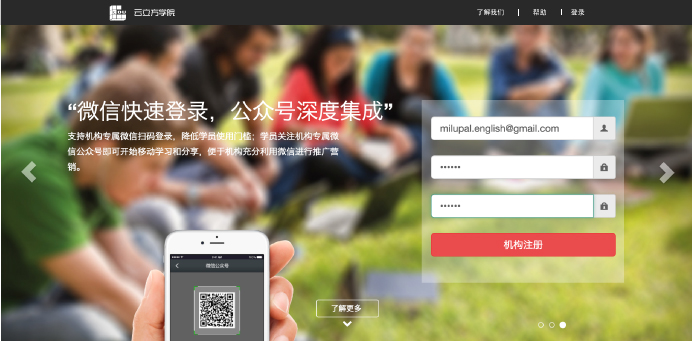 云立方学院
了解我们 | 帮助 | 登录
“微信快速登录，公众号深度集成”
支持机构专属微信扫码登录，降低学员使用门槛；学员关注机构专属微
信公众号即可开始移动学习和分享，便于机构充分利用微信进行推广营
销。
milupal.english@gmail.com
••••••
••••••
机构注册
微信公众号
了解更多